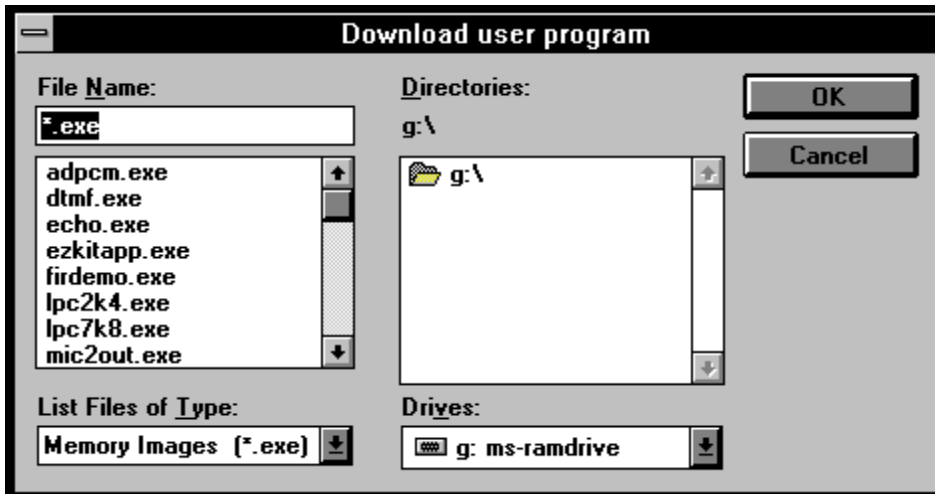 Download user program
File Name:
*.exe
adpcm.exe
dtmf.exe
echo.exe
ezkitapp.exe
firdemo.exe
lpc2k4.exe
lpc7k8.exe
mic2out.exe
List Files of Type:
Memory Images (*.exe)
Directories:
g:\
g:\
Drives:
g: ms-ramdrive
OK
Cancel